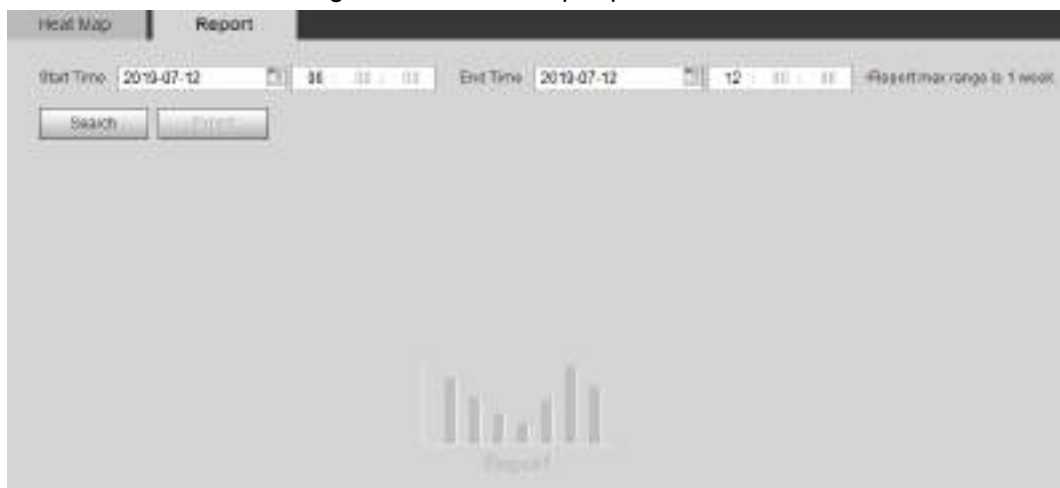 Heat Map Report
Start Time 2019-07-12 End Time 2019-07-12 12 Report max range is 1 week
Search
Report